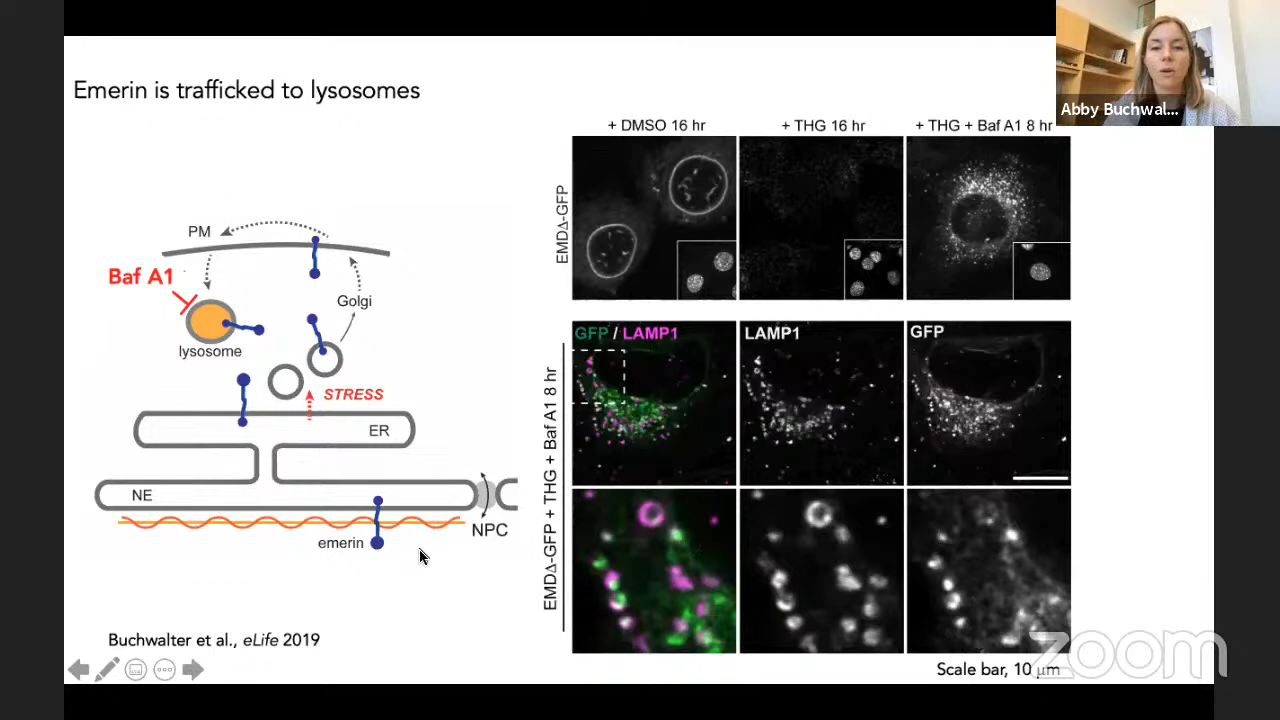 Emerin is trafficked to lysosomes
Abby Buchwal...
+ DMSO 16 hr
+ THG 16 hr
+ THG + Baf A1 8 hr
EMDΔ-GFP
PM
Baf A1
Golgi
lysosome
STRESS
ER
NE
NPC
emerin
GFP / LAMP1
LAMP1
GFP
EMDΔ-GFP + THG + Baf A1 8 hr
Buchwalter et al., eLife 2019
Scale bar, 10 μm
zoom